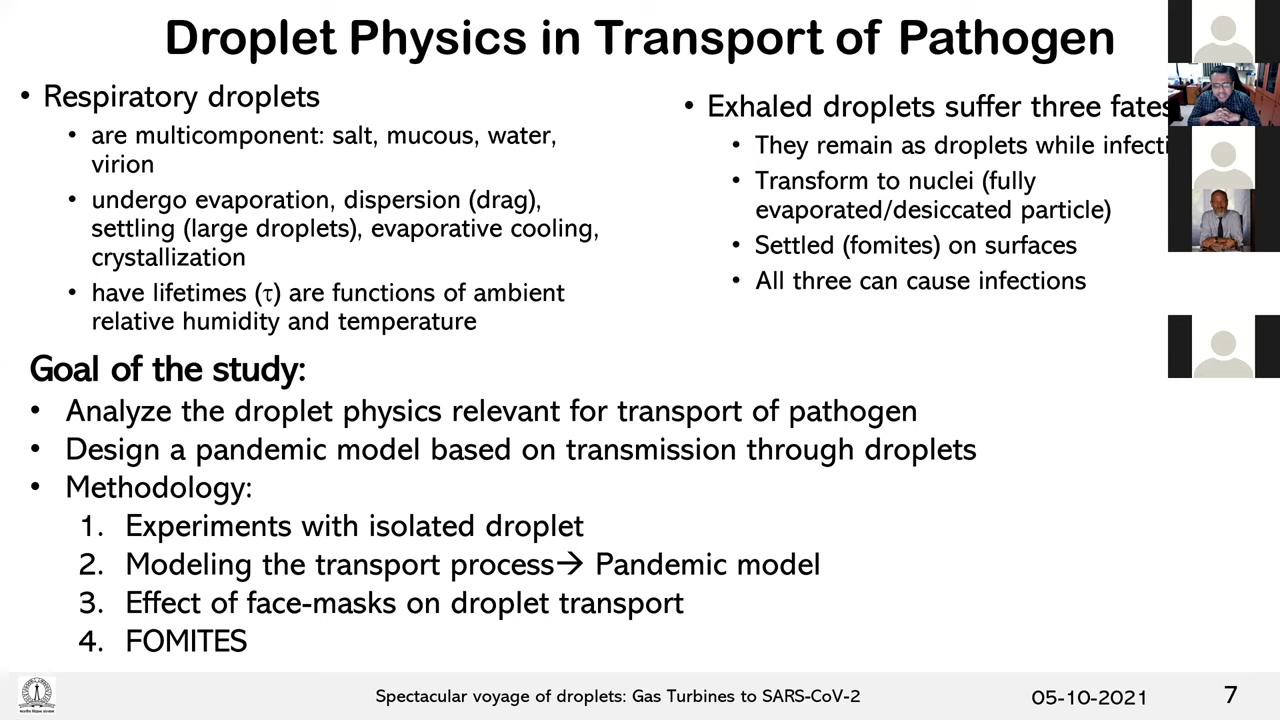 Droplet Physics in Transport of Pathogen
• Respiratory droplets
• are multicomponent: salt, mucous, water,
virion
• undergo evaporation, dispersion (drag),
settling (large droplets), evaporative cooling,
crystallization
• have lifetimes (τ) are functions of ambient
relative humidity and temperature
• Exhaled droplets suffer three fates
• They remain as droplets while infecti
• Transform to nuclei (fully
evaporated/desiccated particle)
• Settled (fomites) on surfaces
• All three can cause infections
Goal of the study:
• Analyze the droplet physics relevant for transport of pathogen
• Design a pandemic model based on transmission through droplets
• Methodology:
1. Experiments with isolated droplet
2. Modeling the transport process→ Pandemic model
3. Effect of face-masks on droplet transport
4. FOMITES
Spectacular voyage of droplets: Gas Turbines to SARS-CoV-2
05-10-2021
7